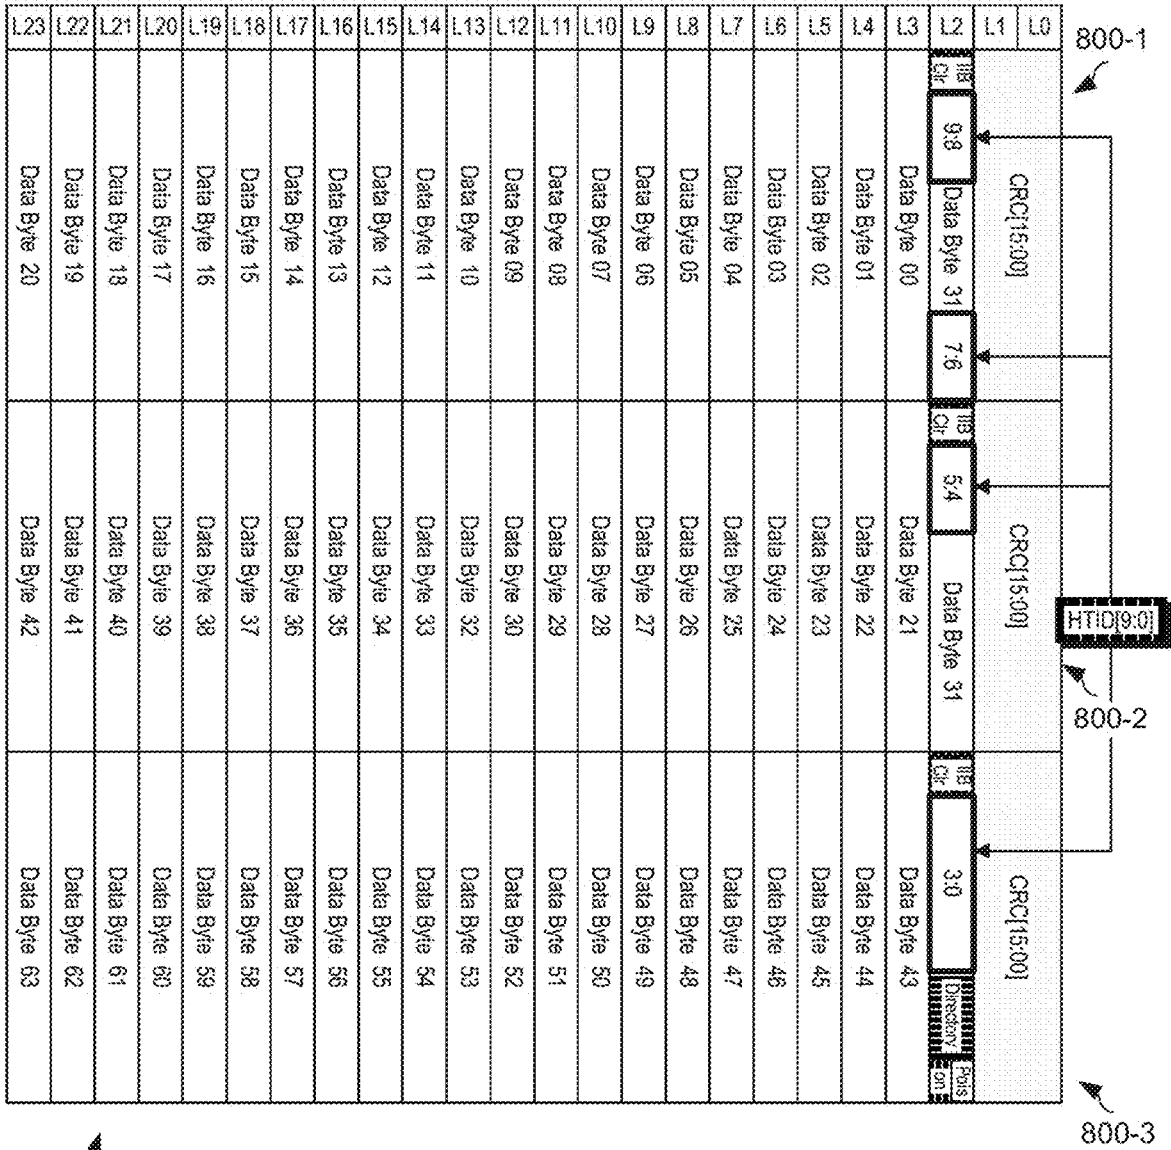 L23
L22
L21
L20
L19
L18
L17
L16
L15
L14
L13
L12
L11
L10
L9
L8
L7
L6
L5
L4
L3
L2
L1
L0
800-1
Data Byte 20
Data Byte 19
Data Byte 18
Data Byte 17
Data Byte 16
Data Byte 15
Data Byte 14
Data Byte 13
Data Byte 12
Data Byte 11
Data Byte 10
Data Byte 09
Data Byte 08
Data Byte 07
Data Byte 06
Data Byte 05
Data Byte 04
Data Byte 03
Data Byte 02
Data Byte 01
Data Byte 00
IIB
Clr
9:8
Data Byte 31
7:6
CRC[15:00]
Data Byte 42
Data Byte 41
Data Byte 40
Data Byte 39
Data Byte 38
Data Byte 37
Data Byte 36
Data Byte 35
Data Byte 34
Data Byte 33
Data Byte 32
Data Byte 30
Data Byte 29
Data Byte 28
Data Byte 27
Data Byte 26
Data Byte 25
Data Byte 24
Data Byte 23
Data Byte 22
Data Byte 21
IIB
Clr
5:4
Data Byte 31
CRC[15:00]
HTID[9:0]
800-2
Data Byte 63
Data Byte 62
Data Byte 61
Data Byte 60
Data Byte 59
Data Byte 58
Data Byte 57
Data Byte 56
Data Byte 55
Data Byte 54
Data Byte 53
Data Byte 52
Data Byte 51
Data Byte 50
Data Byte 49
Data Byte 48
Data Byte 47
Data Byte 46
Data Byte 45
Data Byte 44
Data Byte 43
IIB
Clr
3:0
Directory
Pois
on
CRC[15:00]
800-3